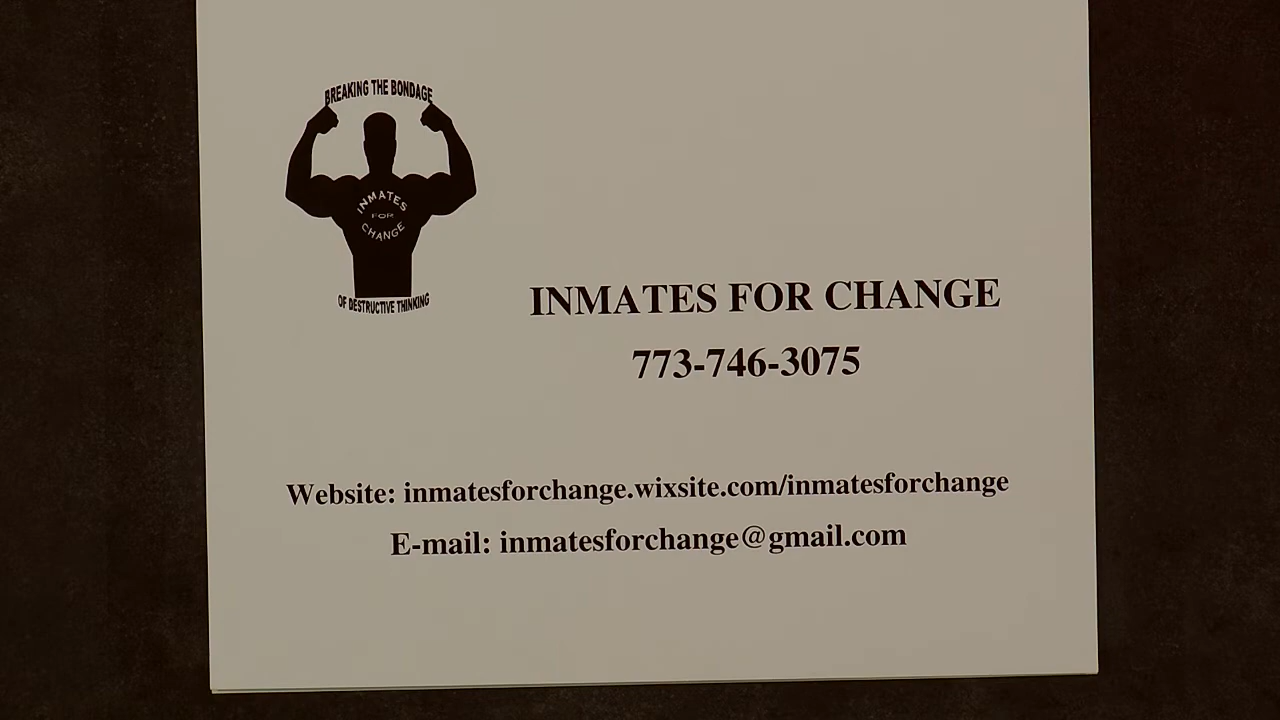 BREAKING THE BONDAGE
INMATES
FOR
CHANGE
OF DESTRUCTIVE THINKING
INMATES FOR CHANGE
773-746-3075
Website: inmatesforchange.wixsite.com/inmatesforchange
E-mail: inmatesforchange@gmail.com